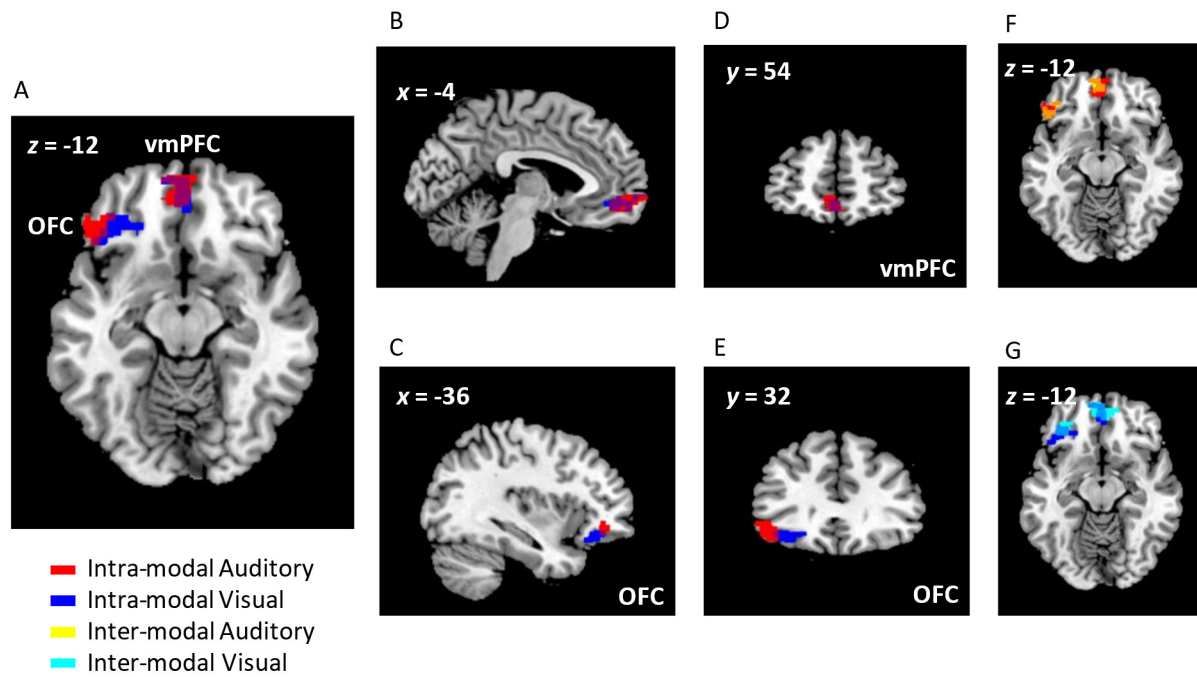 A
z = -12
vmPFC
OFC
B
x = -4
C
x = -36
OFC
D
y = 54
vmPFC
E
y = 32
OFC
F
z = -12
G
z = -12
Intra-modal Auditory
Intra-modal Visual
Inter-modal Auditory
Inter-modal Visual